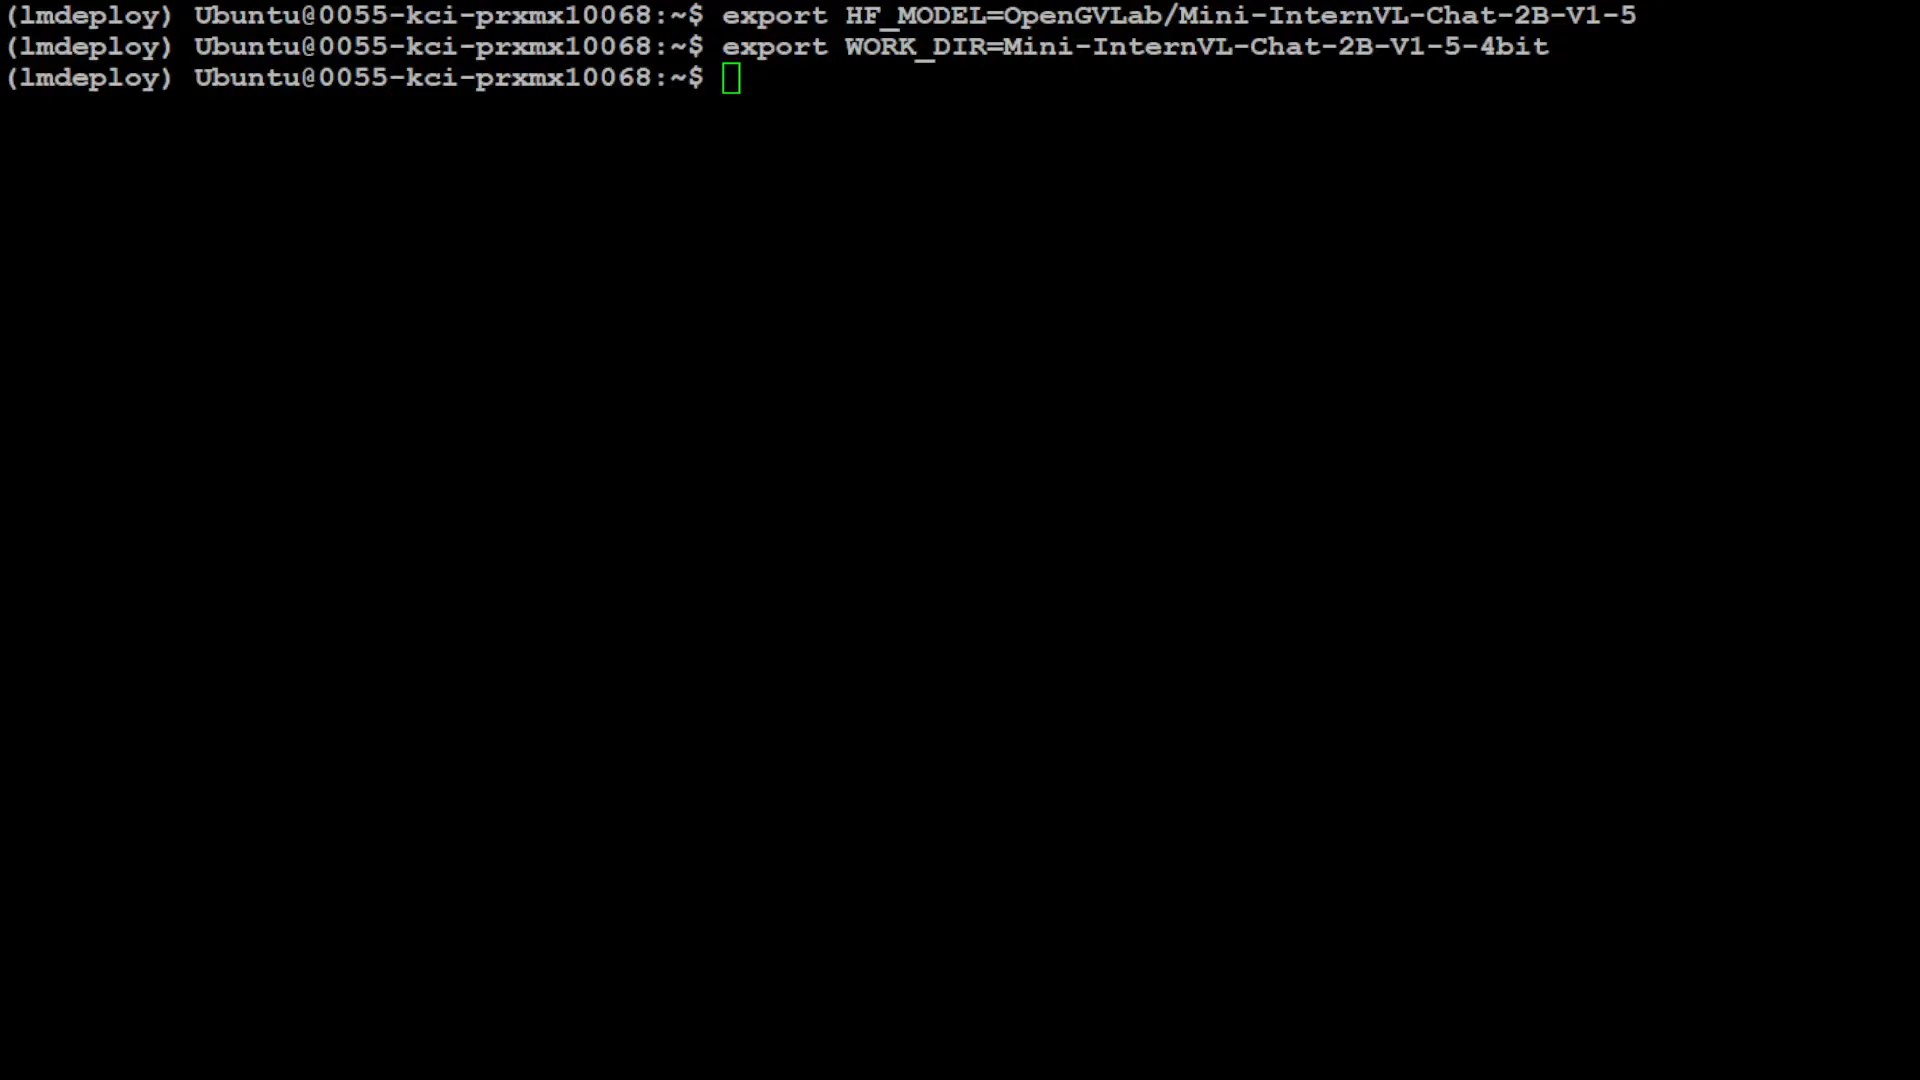 (lmdeploy) Ubuntu@0055-kci-prxmx10068:~$ export HF_MODEL=OpenGVLab/Mini-InternVL-Chat-2B-V1-5
(lmdeploy) Ubuntu@0055-kci-prxmx10068:~$ export WORK_DIR=Mini-InternVL-Chat-2B-V1-5-4bit
(lmdeploy) Ubuntu@0055-kci-prxmx10068:~$